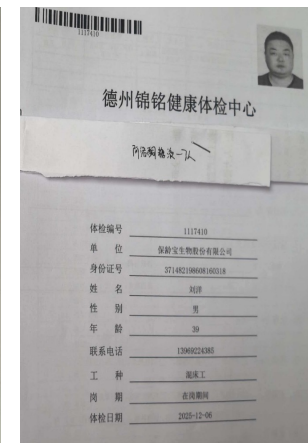 1117410
德州锦铭健康体检中心
体检编号 1117410
单 位 保龄宝生物股份有限公司
身份证号 371482198608160318
姓 名 刘洋
性 别 男
年 龄 39
联系电话 13969224385
工 种 混床工
岗 期 在岗期间
体检日期 2025-12-06